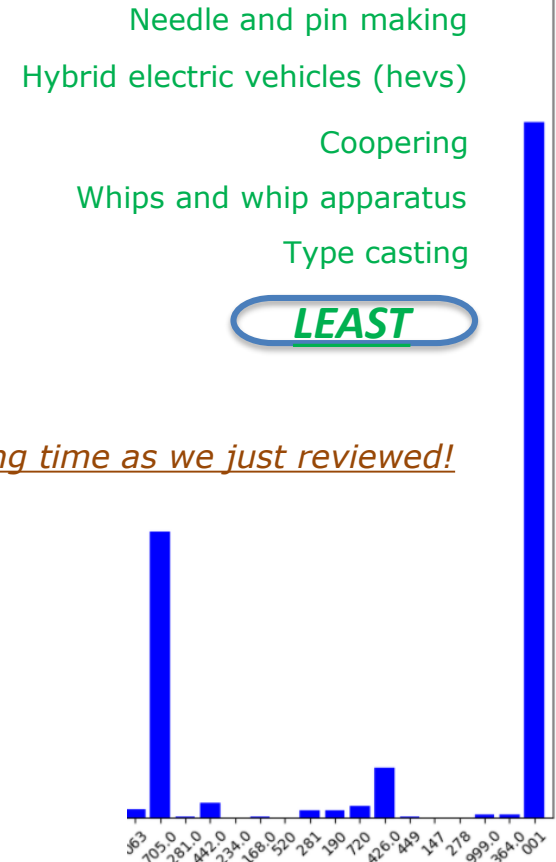 Needle and pin making
Hybrid electric vehicles (hevs)
Coopering
Whips and whip apparatus
Type casting
LEAST
time as we just reviewed!
705.0
281.0
442.0
234.0
168.0
520
281
190
720
426.0
449
147
278
999.0
364.0
001